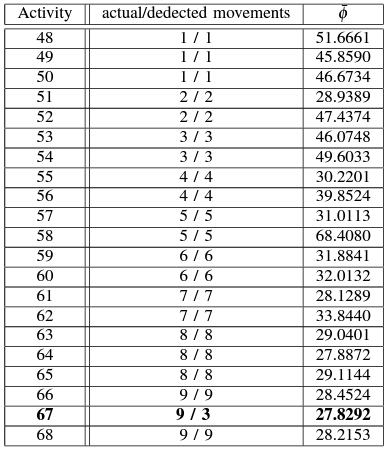 Activity actual/dedected movements ϕ̄
48 1 / 1 51.6661
49 1 / 1 45.8590
50 1 / 1 46.6734
51 2 / 2 28.9389
52 2 / 2 47.4374
53 3 / 3 46.0748
54 3 / 3 49.6033
55 4 / 4 30.2201
56 4 / 4 39.8524
57 5 / 5 31.0113
58 5 / 5 68.4080
59 6 / 6 31.8841
60 6 / 6 32.0132
61 7 / 7 28.1289
62 7 / 7 33.8440
63 8 / 8 29.0401
64 8 / 8 27.8872
65 8 / 8 29.1144
66 9 / 9 28.4524
67 9 / 3 27.8292
68 9 / 9 28.2153